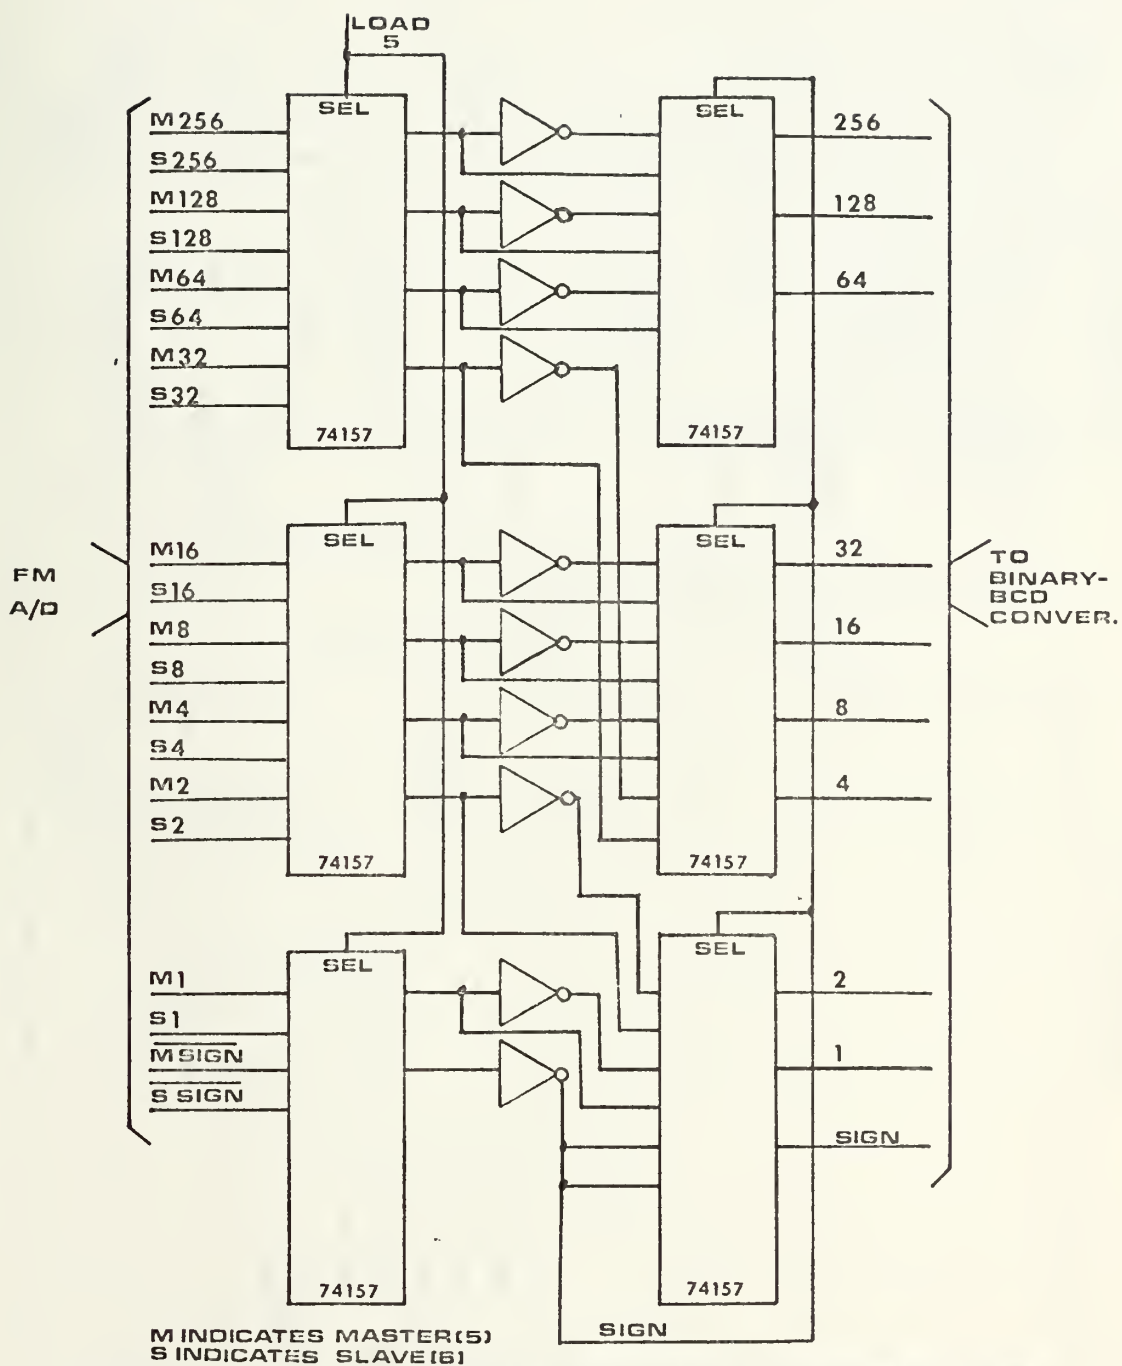 LOAD
5
SEL
SEL
M256
S256
M128
S128
M64
S64
M32
S32
74157
74157
256
128
64
FM
A/D
SEL
SEL
M16
S16
M8
S8
M4
S4
M2
S2
74157
74157
32
16
8
4
TO
BINARY-
BCD
CONVER.
SEL
SEL
M1
S1
M SIGN
S SIGN
74157
74157
2
1
SIGN
SIGN
M INDICATES MASTER(5)
S INDICATES SLAVE(6)